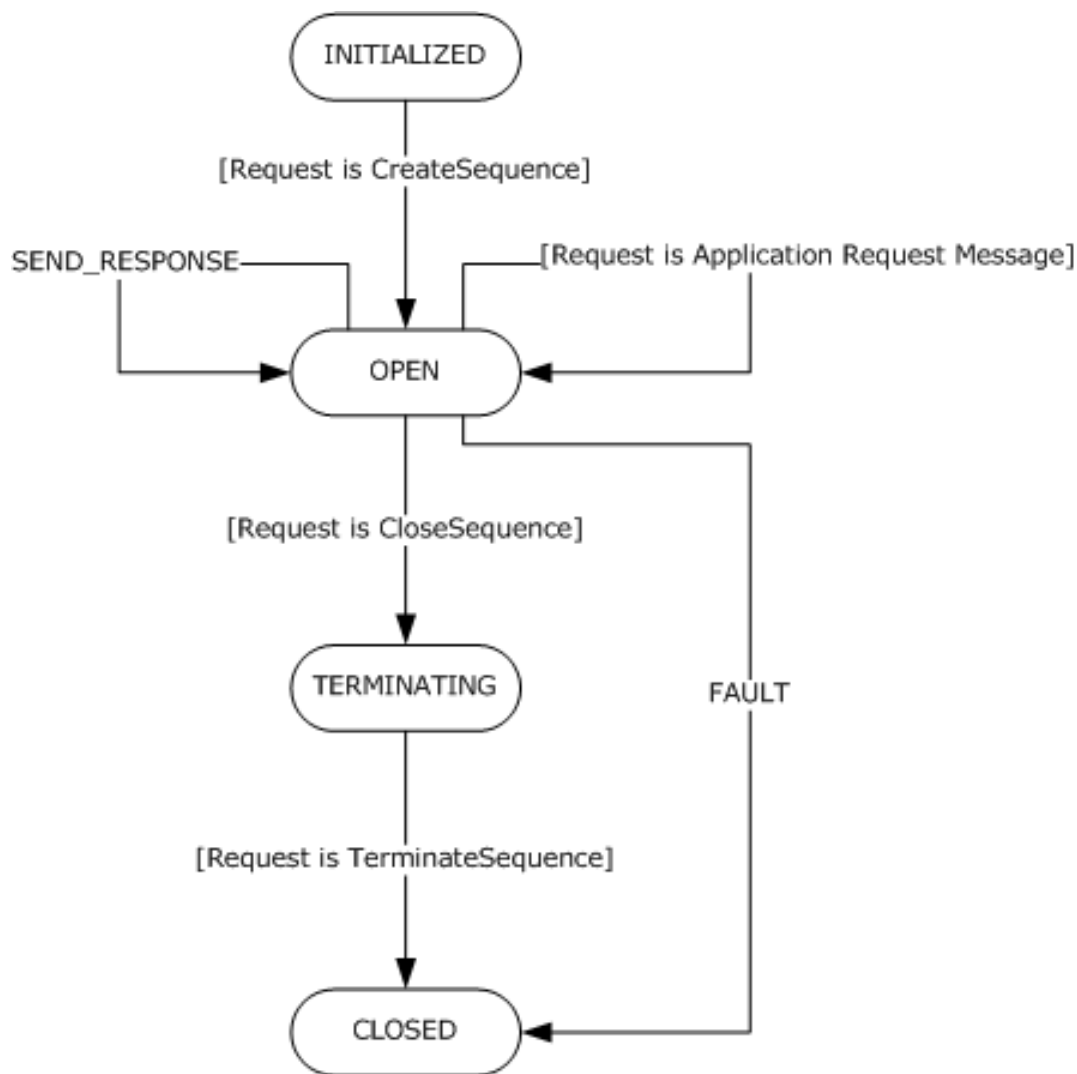 INITIALIZED
[Request is CreateSequence]
SEND_RESPONSE
[Request is Application Request Message]
OPEN
[Request is CloseSequence]
TERMINATING
FAULT
[Request is TerminateSequence]
CLOSED